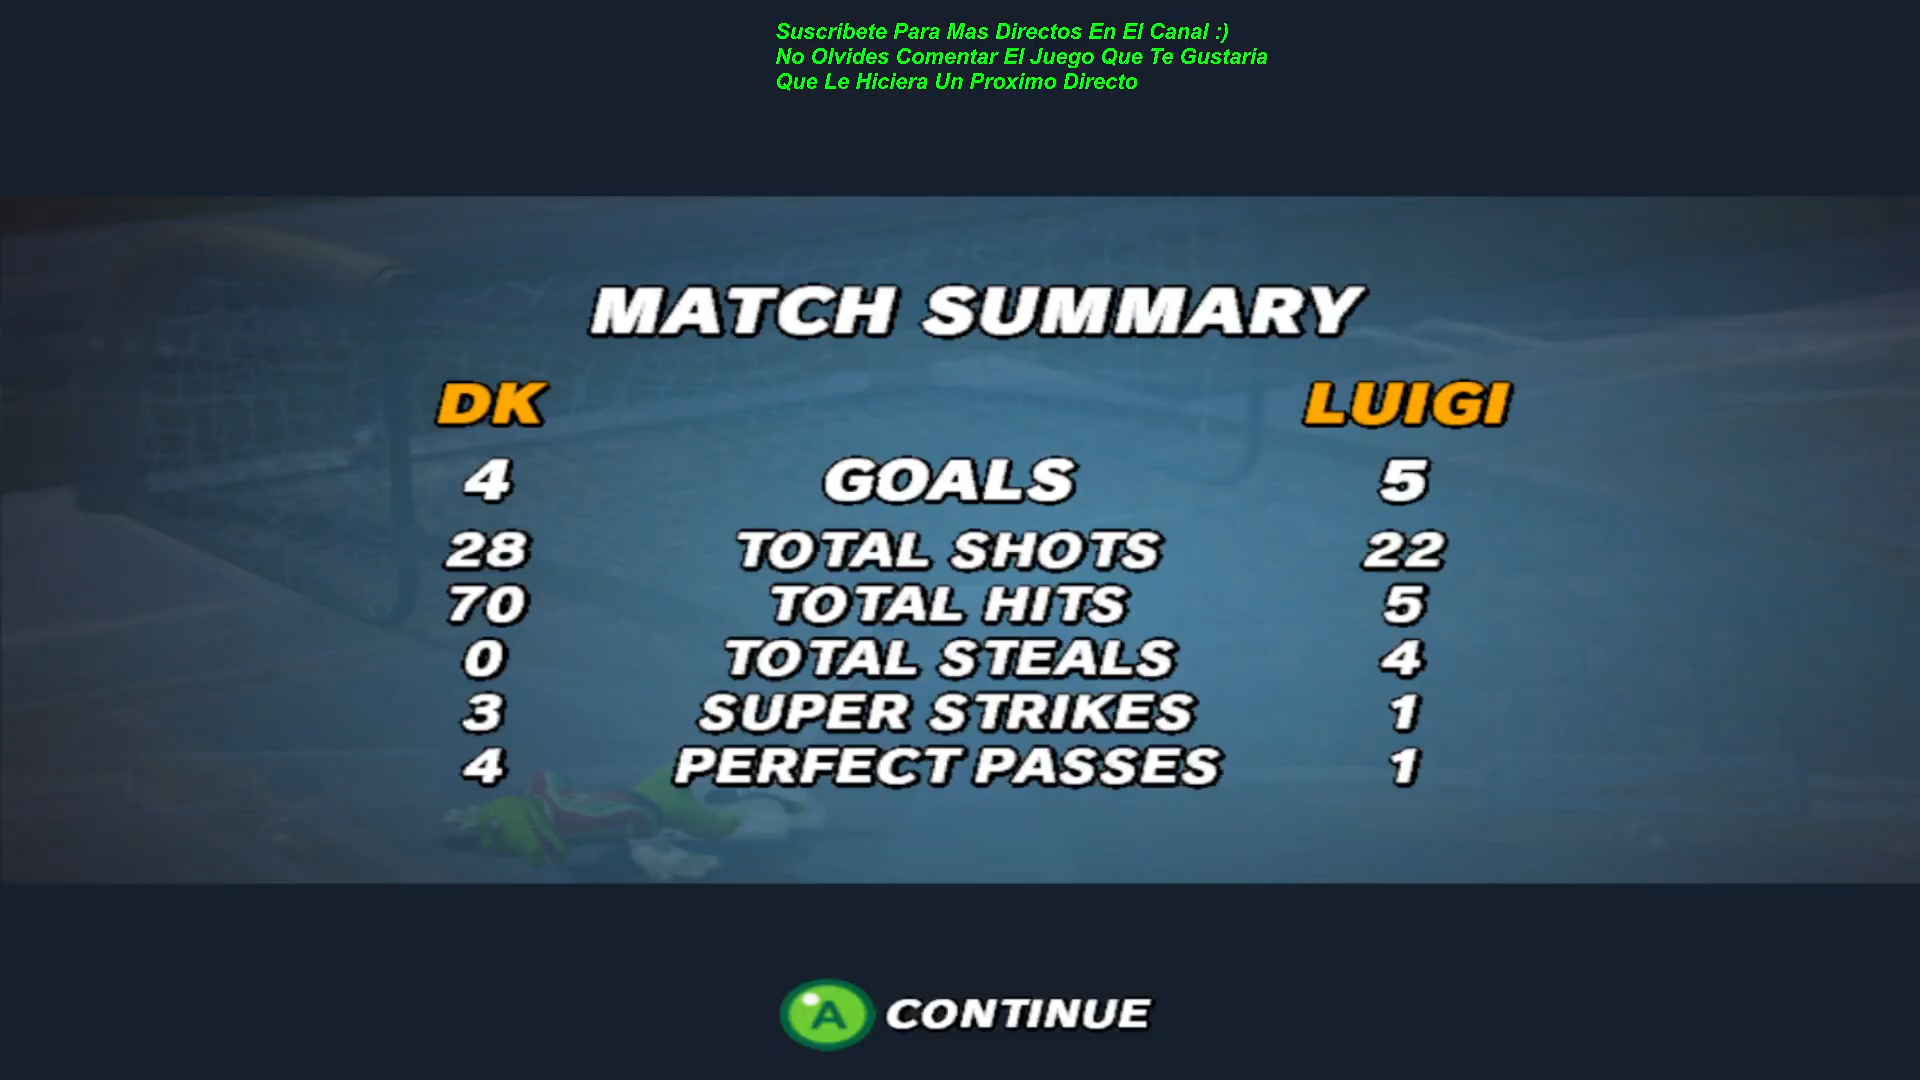 Suscribete Para Mas Directos En El Canal :)
No Olvides Comentar El Juego Que Te Gustaria
Que Le Hiciera Un Proximo Directo
MATCH SUMMARY
DK LUIGI
4 GOALS 5
28 TOTAL SHOTS 22
70 TOTAL HITS 5
0 TOTAL STEALS 4
3 SUPER STRIKES 1
4 PERFECT PASSES 1
A CONTINUE